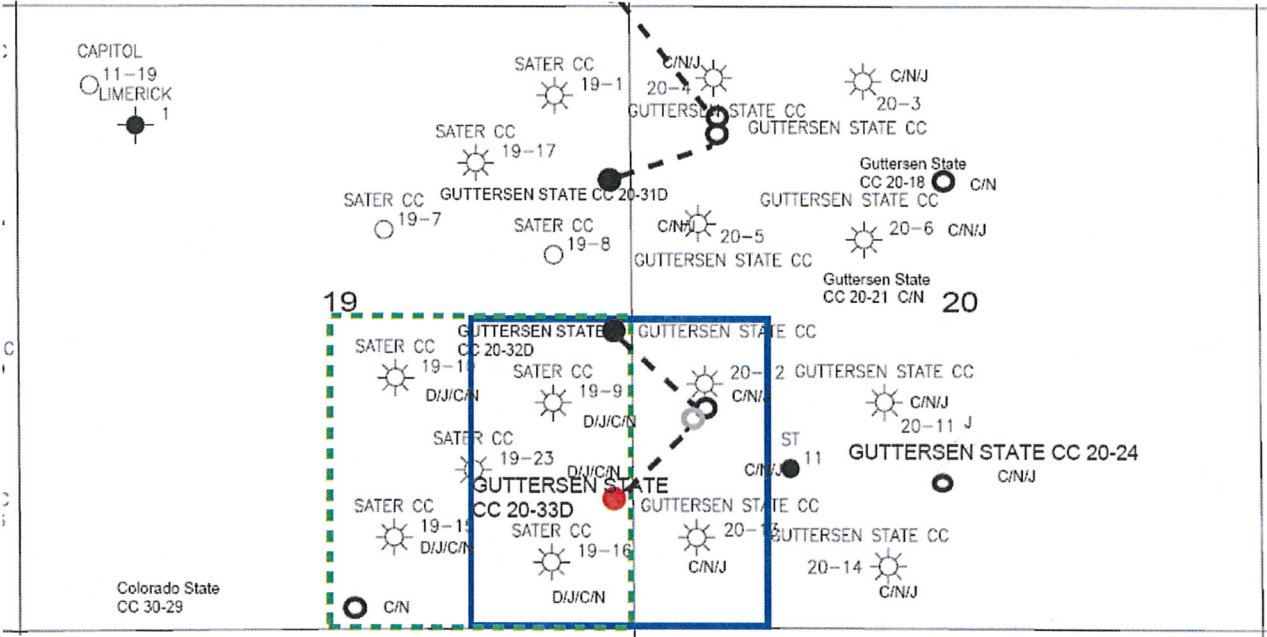 CAPITOL
11-19
LIMERICK
1
SATER CC
19-1
C/N/J
20-4
C/N/J
20-3
GUTTERSEN STATE CC
GUTTERSEN STATE CC
SATER CC
19-17
GUTTERSEN STATE CC 20-31D
Guttersen State
CC 20-18
C/N
SATER CC
19-7
SATER CC
19-8
C/N/J
20-5
GUTTERSEN STATE CC
GUTTERSEN STATE CC
20-6 C/N/J
Guttersen State
CC 20-21 C/N
19
20
GUTTERSEN STATE
CC 20-32D
GUTTERSEN STATE CC
SATER CC
19-10
D/J/C/N
SATER CC
19-9
D/J/C/N
20-12
C/N/J
GUTTERSEN STATE CC
C/N/J
20-11 J
SATER CC
19-23
D/J/C/N
ST
11
C/N/J
GUTTERSEN STATE CC 20-24
C/N/J
GUTTERSEN STATE
CC 20-33D
GUTTERSEN STATE CC
20-13
C/N/J
SATER CC
19-15
D/J/C/N
SATER CC
19-16
D/J/C/N
GUTTERSEN STATE CC
20-14
C/N/J
Colorado State
CC 30-29
C/N